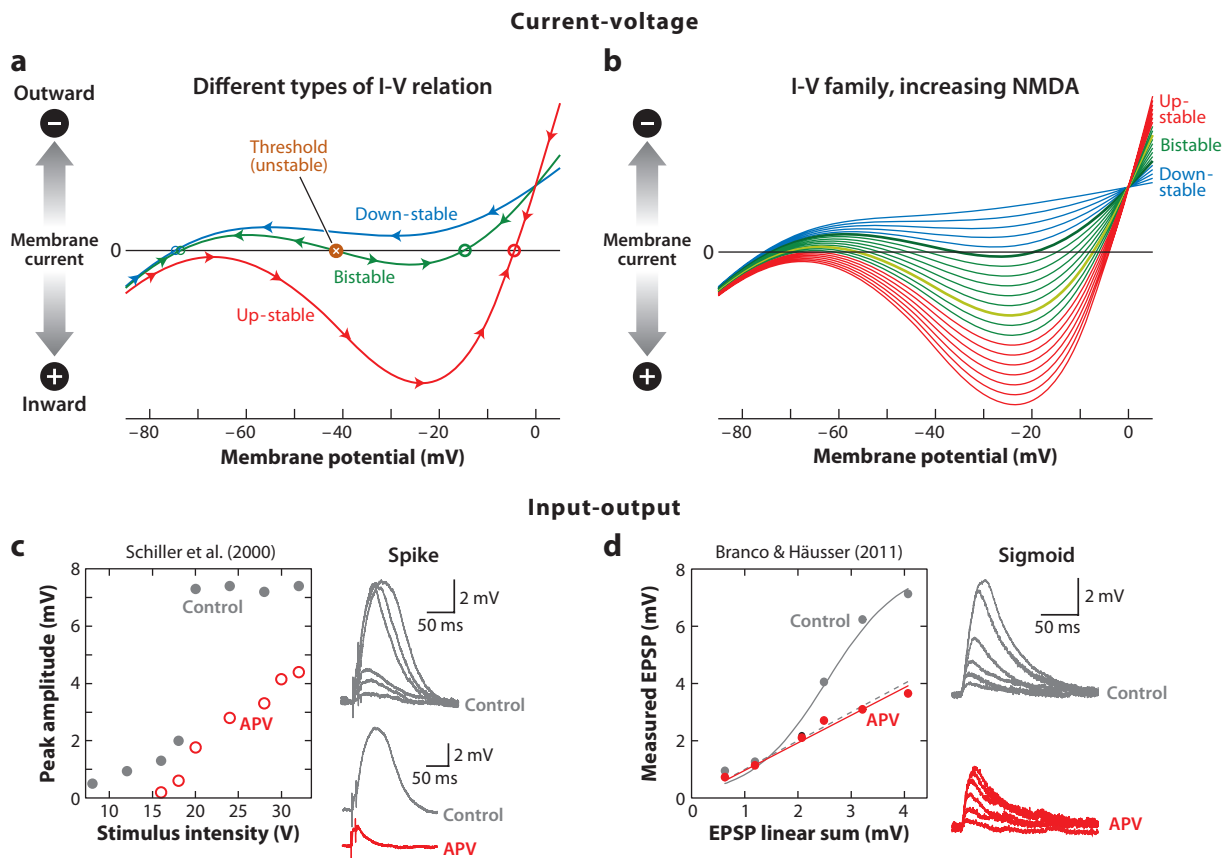 Current-voltage
a
Different types of I-V relation
Outward
−
Membrane
current
+
Inward
0
Threshold
(unstable)
Down-stable
Bistable
Up-stable
−80 −60 −40 −20 0
Membrane potential (mV)
b
I-V family, increasing NMDA
Outward
−
Membrane
current
+
Inward
0
Up-
stable
Bistable
Down-
stable
−80 −60 −40 −20 0
Membrane potential (mV)
Input-output
c
Schiller et al. (2000)
Spike
Peak amplitude (mV)
8
6
4
2
0
Control
APV
10 15 20 25 30
Stimulus intensity (V)
2 mV
50 ms
Control
2 mV
50 ms
Control
APV
d
Branco & Häusser (2011)
Sigmoid
Measured EPSP (mV)
8
6
4
2
0
Control
APV
0 1 2 3 4
EPSP linear sum (mV)
2 mV
50 ms
Control
APV